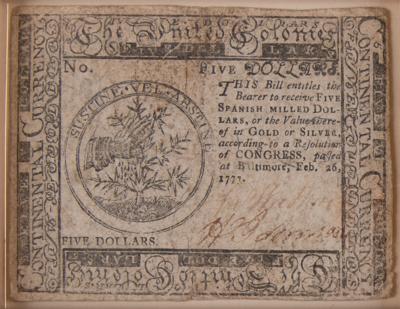 The United Colonies
CONTINENTAL CURRENCY
No.
FIVE DOLLARS.
THIS Bill entitles the
Bearer to receive FIVE
SPANISH MILLED DOL-
LARS, or the Value there-
of in GOLD or SILVER,
according to a Resolution
of CONGRESS, passed
at Baltimore, Feb. 26,
1777.
SUSTINE VEL ABSTINE
FIVE DOLLARS.
CONTINENTAL CURRENCY
The United Colonies